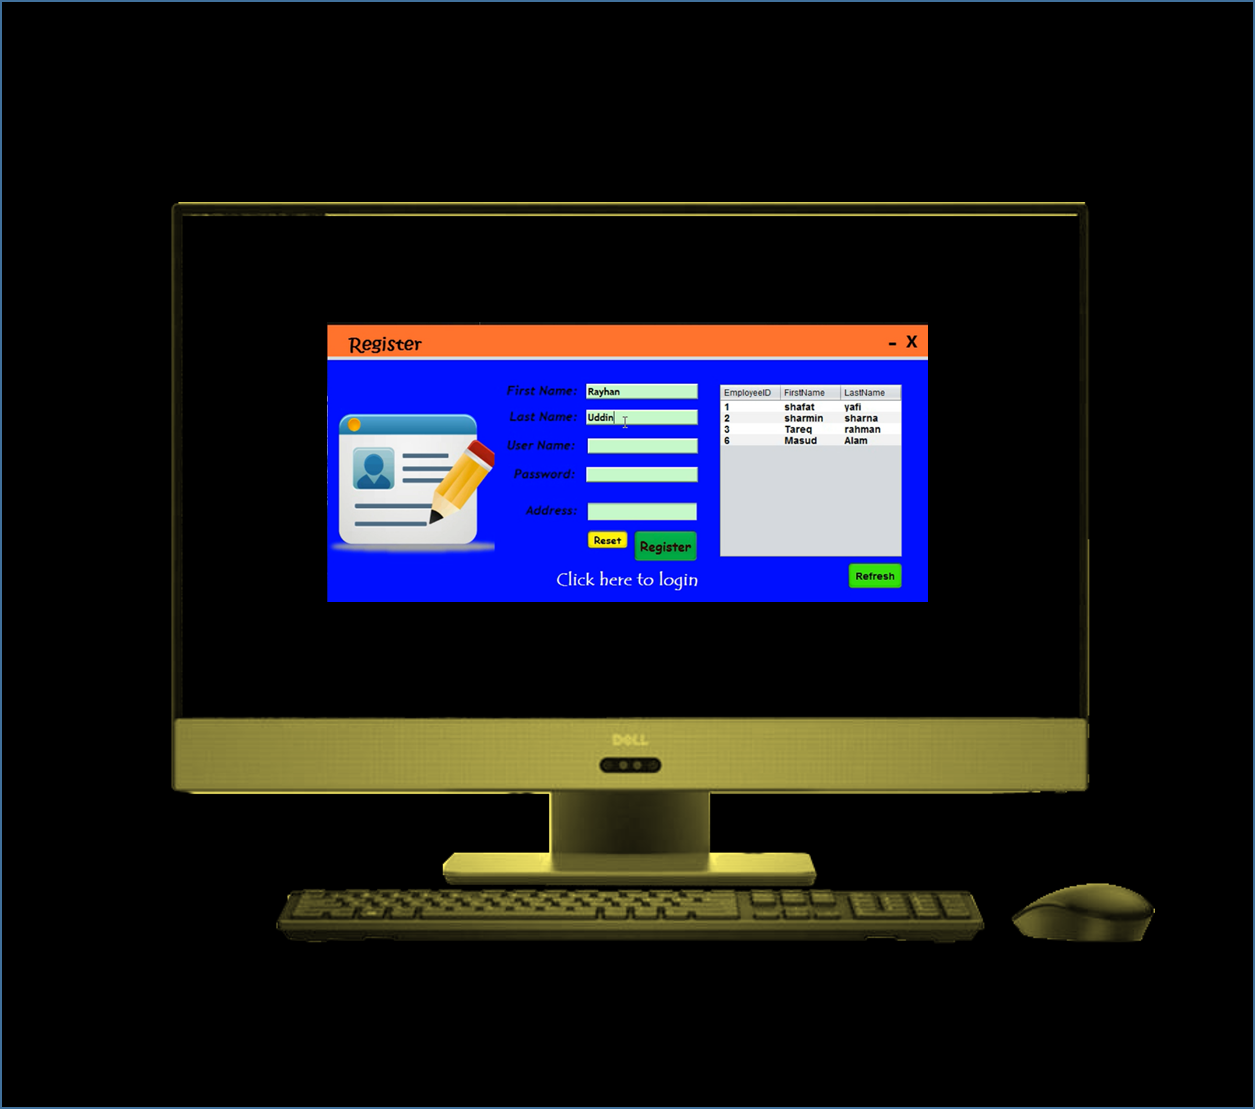 Register
- X
First Name: Rayhan
Last Name: Uddin
User Name:
Password:
Address:
Reset
Register
Click here to login
EmployeeID FirstName LastName
1 shafat yafi
2 sharmin sharna
3 Tareq rahman
6 Masud Alam
Refresh
DELL